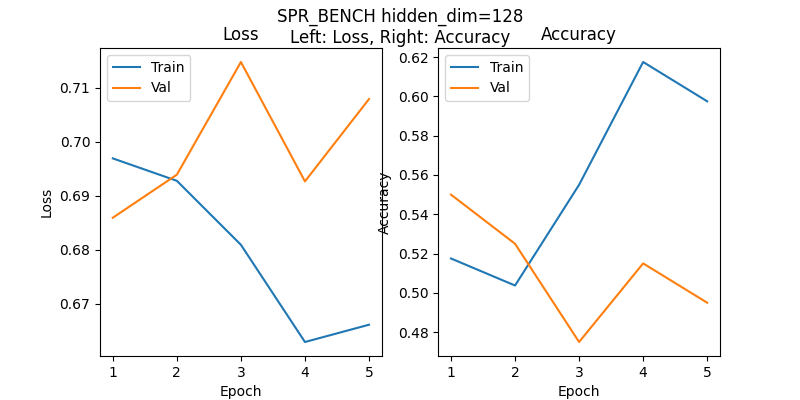 SPR_BENCH hidden_dim=128
Left: Loss, Right: Accuracy
Loss
Train
Val
0.71
0.70
0.69
0.68
0.67
Loss
1 2 3 4 5
Epoch
Accuracy
Train
Val
0.62
0.60
0.58
0.56
0.54
0.52
0.50
0.48
Accuracy
1 2 3 4 5
Epoch